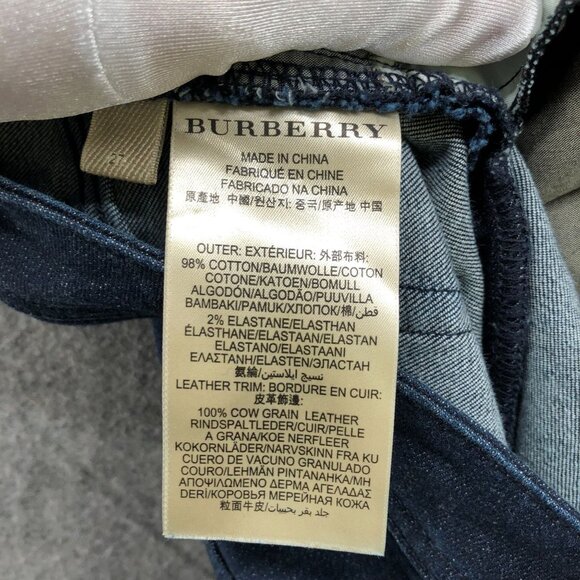 27
BURBERRY
MADE IN CHINA
FABRIQUÉ EN CHINE
FABRICADO NA CHINA
原產地 中國/원산지: 중국/原产地 中国
OUTER: EXTÉRIEUR: 外部布料:
98% COTTON/BAUMWOLLE/COTON
COTONE/KATOEN/BOMULL
ALGODÓN/ALGODÃO/PUUVILLA
ΒΑΜΒΑΚΙ/PAMUK/ХЛОПОК/棉/قطن
2% ELASTANE/ELASTHAN
ÉLASTHANE/ELASTAAN/ELASTAN
ELASTANO/ELASTAANI
ΕΛΑΣΤΑΝΗ/ELASTEN/ЭЛАСТАН
氨綸/نسيج ايلاستين
LEATHER TRIM: BORDURE EN CUIR:
皮革飾邊:
100% COW GRAIN LEATHER
RINDSPALTLEDER/CUIR/PELLE
A GRANA/KOE NERFLEER
KOKORNLÄDER/NARVSKINN FRA KU
CUERO DE VACUNO GRANULADO
COURO/LEHMÄN PINTANAHKA/ΜΗ
ΑΠΟΨΙΛΩΜΕΝΟ ΔΕΡΜΑ ΑΓΕΛΑΔΑΣ
DERİ/КОРОВЬЯ МЕРЕЙНАЯ КОЖА
粒面牛皮/جلد بقر بحبيبات